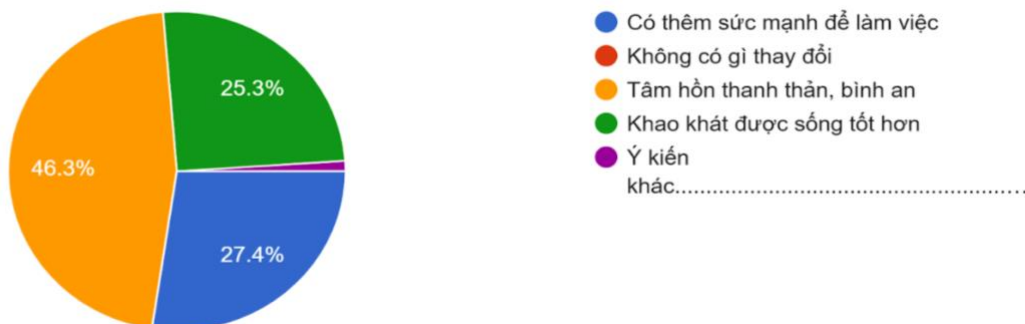 25.3%
46.3%
27.4%
Có thêm sức mạnh để làm việc
Không có gì thay đổi
Tâm hồn thanh thản, bình an
Khao khát được sống tốt hơn
Ý kiến
khác.......................................................